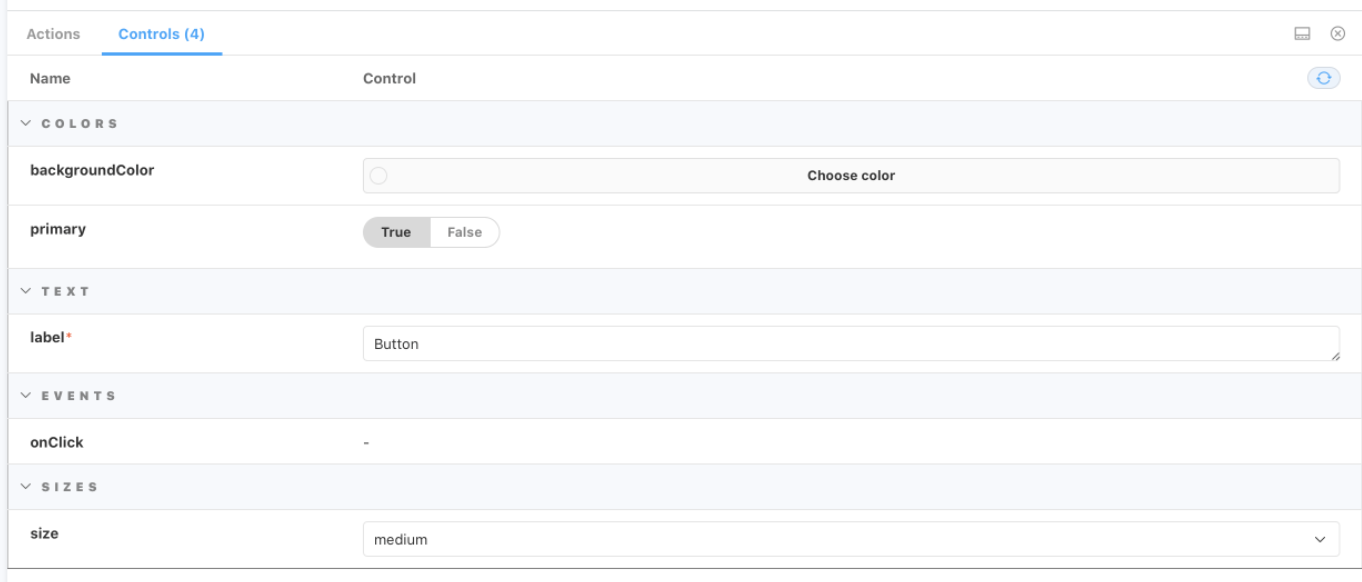 Actions Controls (4)
Name Control
COLORS
backgroundColor Choose color
primary True False
TEXT
label* Button
EVENTS
onClick -
SIZES
size medium